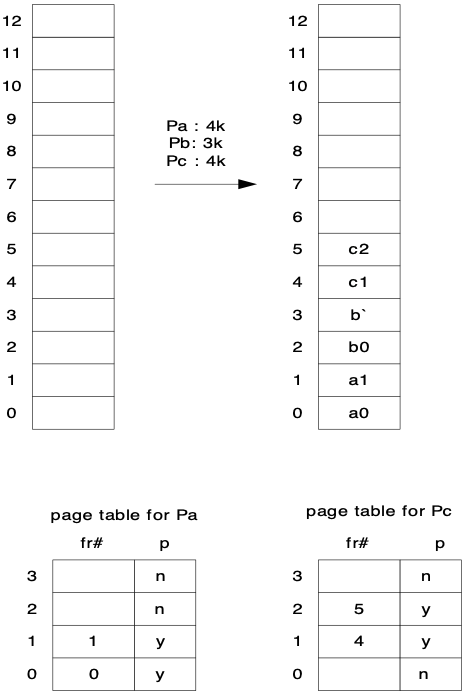 12 12
11 11
10 10
9 9
Pa : 4k
Pb: 3k
8 8
Pc : 4k
7 7
6 6
5 5 c2
4 4 c1
3 3 b`
2 2 b0
1 1 a1
0 0 a0
page table for Pa page table for Pc
fr# p fr# p
3 n 3 n
2 n 2 5 y
1 1 y 1 4 y
0 0 y 0 n